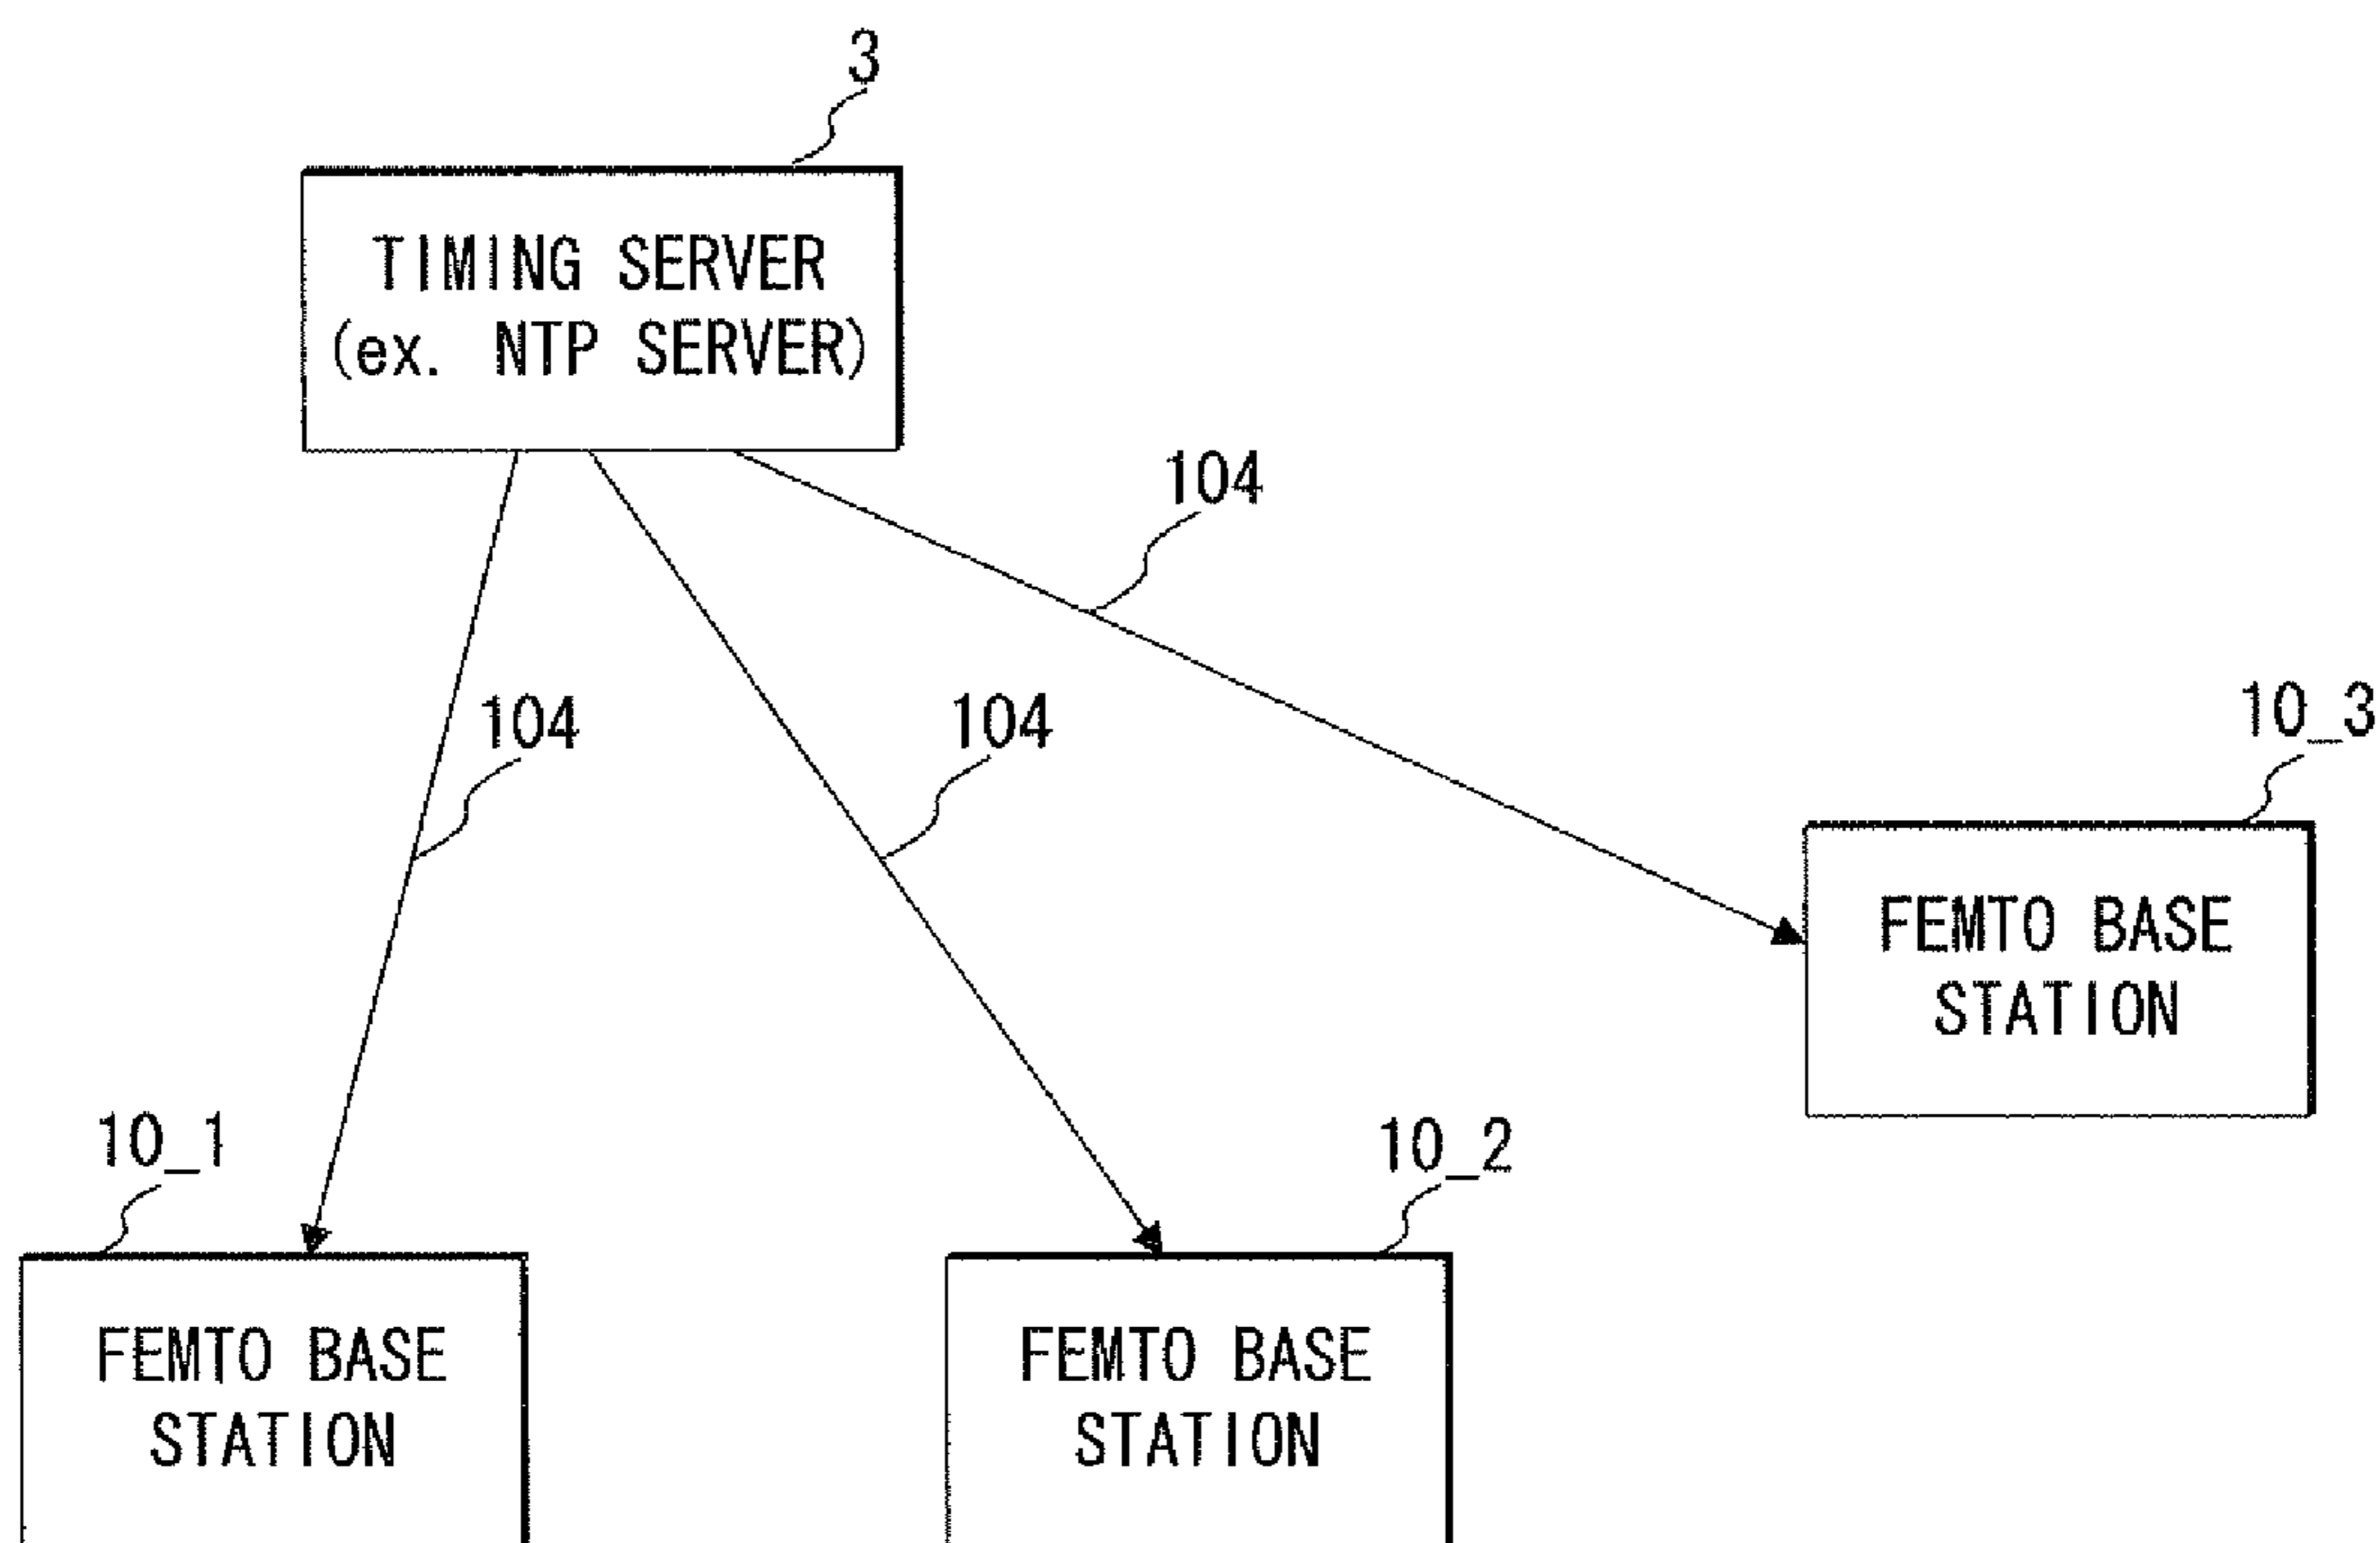 3
TIMING SERVER
(ex. NTP SERVER)
104
104
104
10_3
FEMTO BASE
STATION
10_1
10_2
FEMTO BASE
STATION
FEMTO BASE
STATION